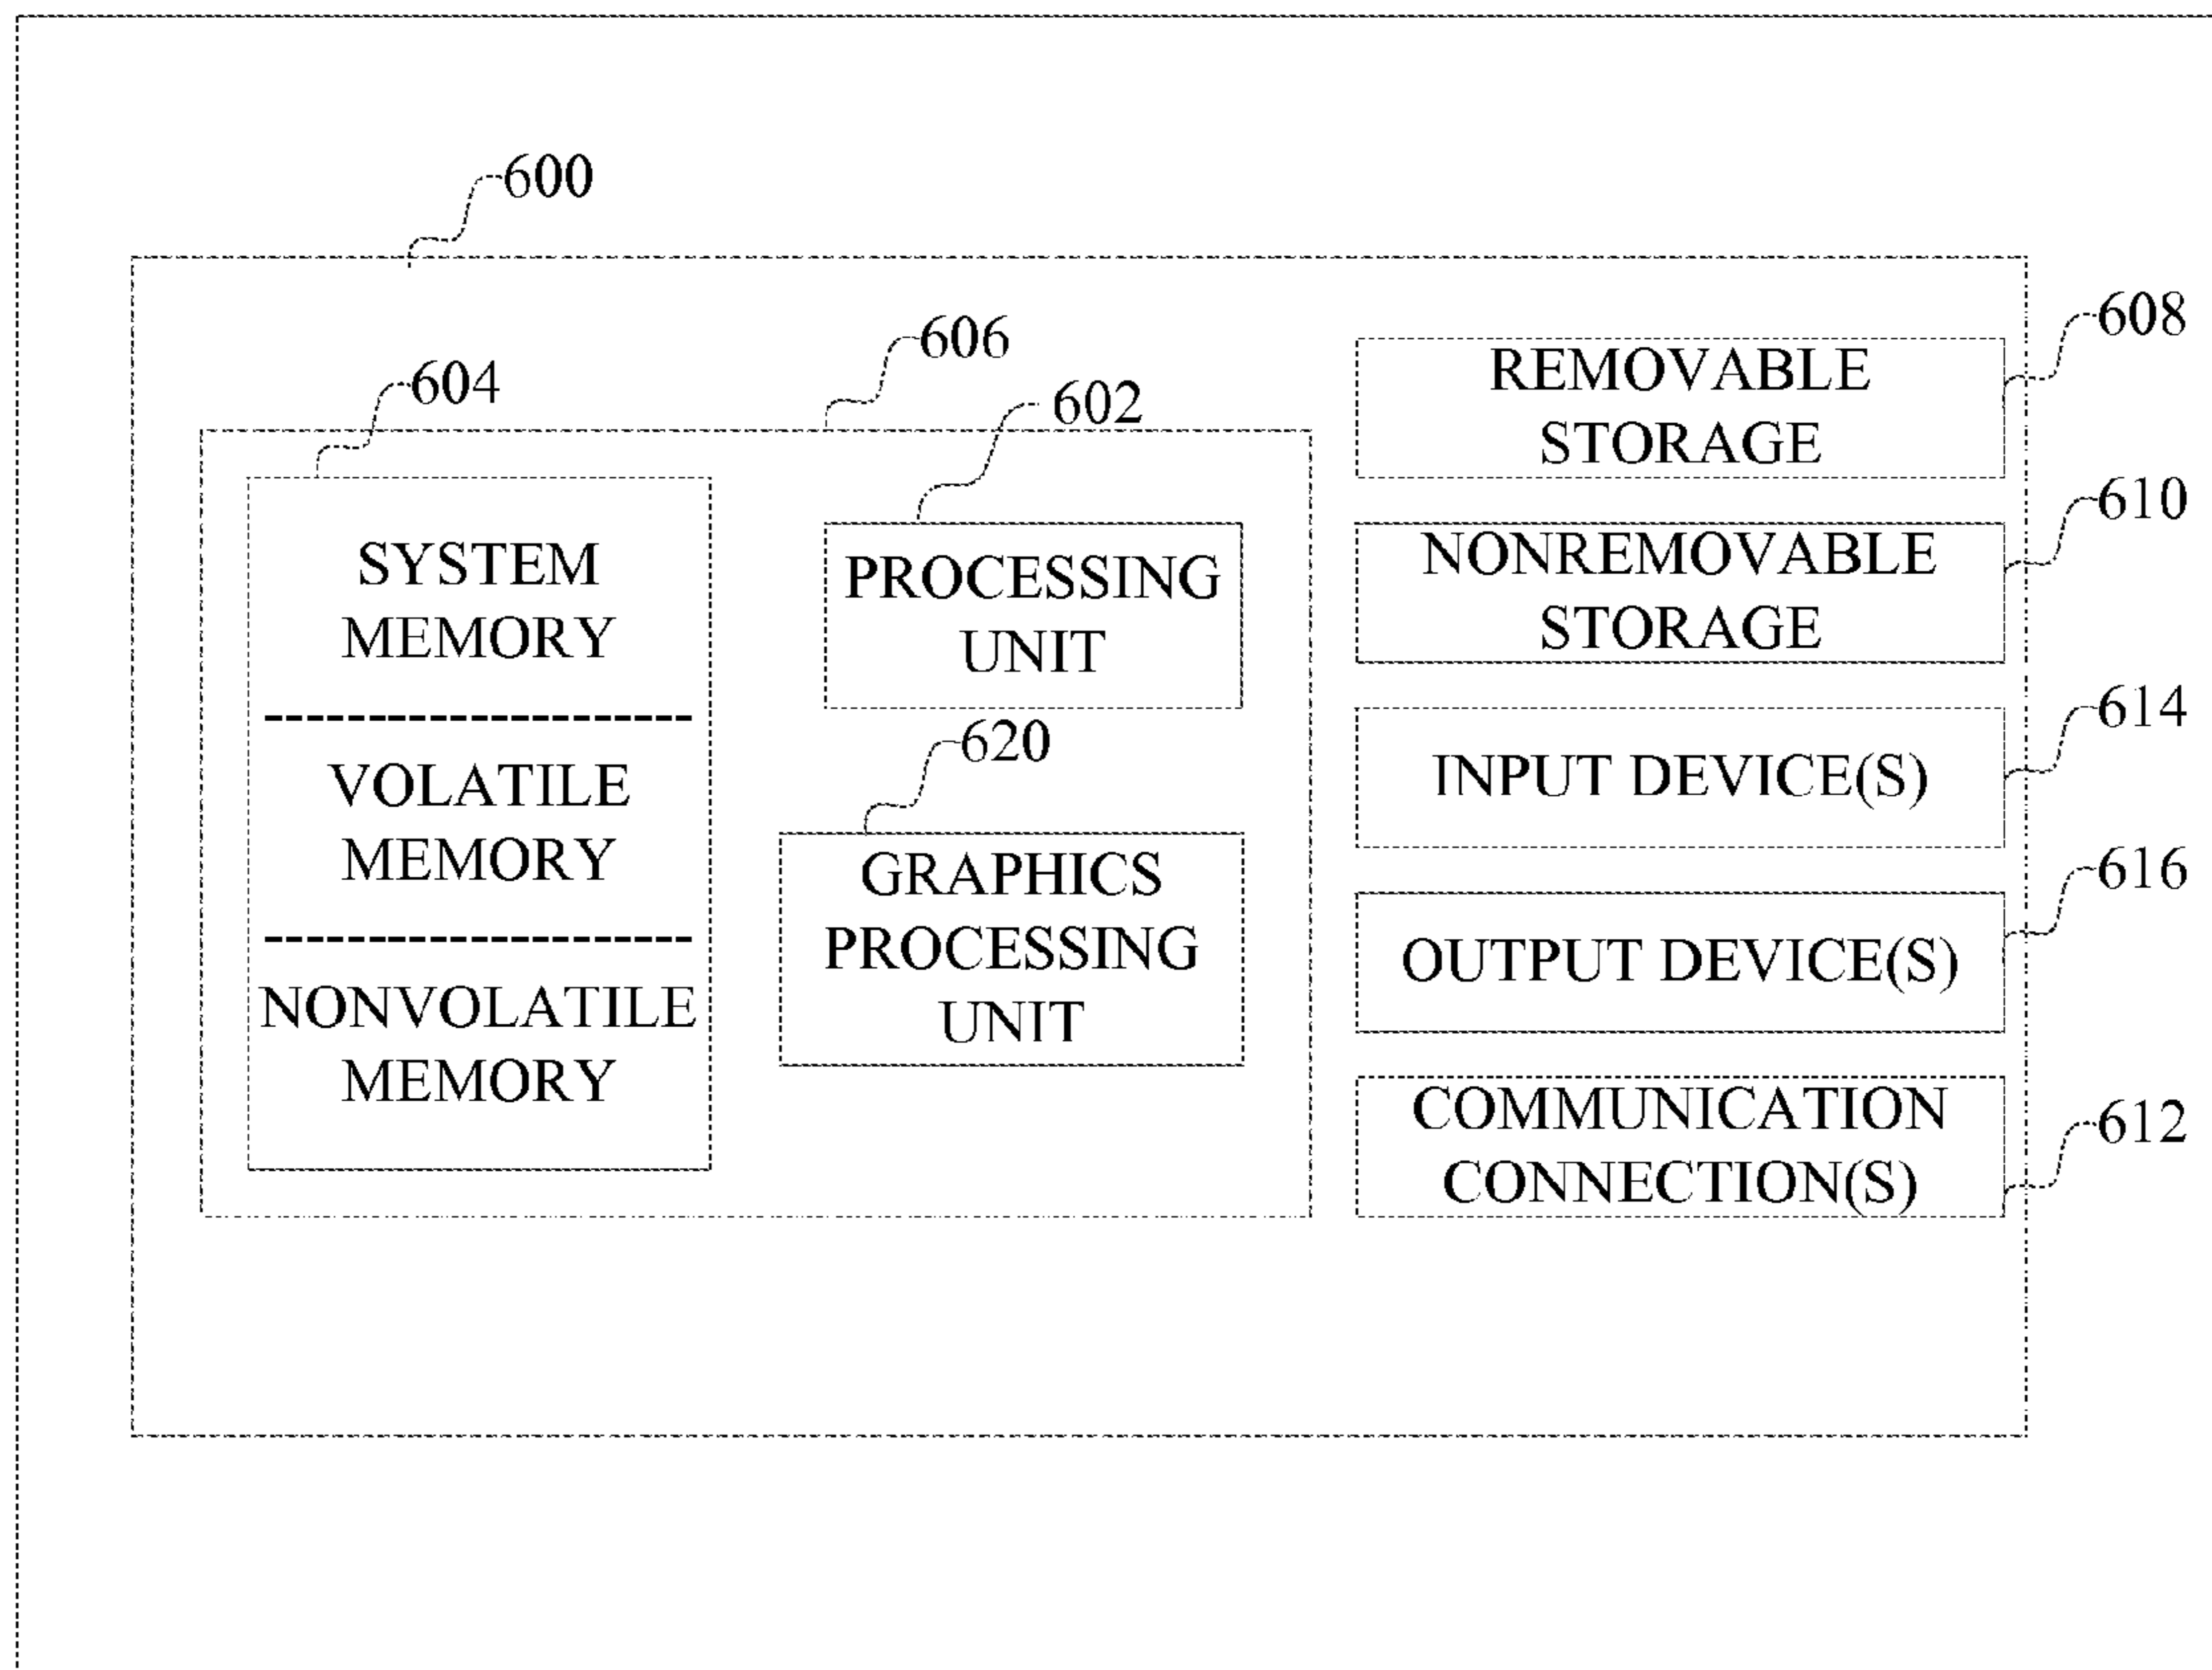 600
606
604
602
SYSTEM
MEMORY
VOLATILE
MEMORY
NONVOLATILE
MEMORY
PROCESSING
UNIT
620
GRAPHICS
PROCESSING
UNIT
608
REMOVABLE
STORAGE
610
NONREMOVABLE
STORAGE
614
INPUT DEVICE(S)
616
OUTPUT DEVICE(S)
612
COMMUNICATION
CONNECTION(S)